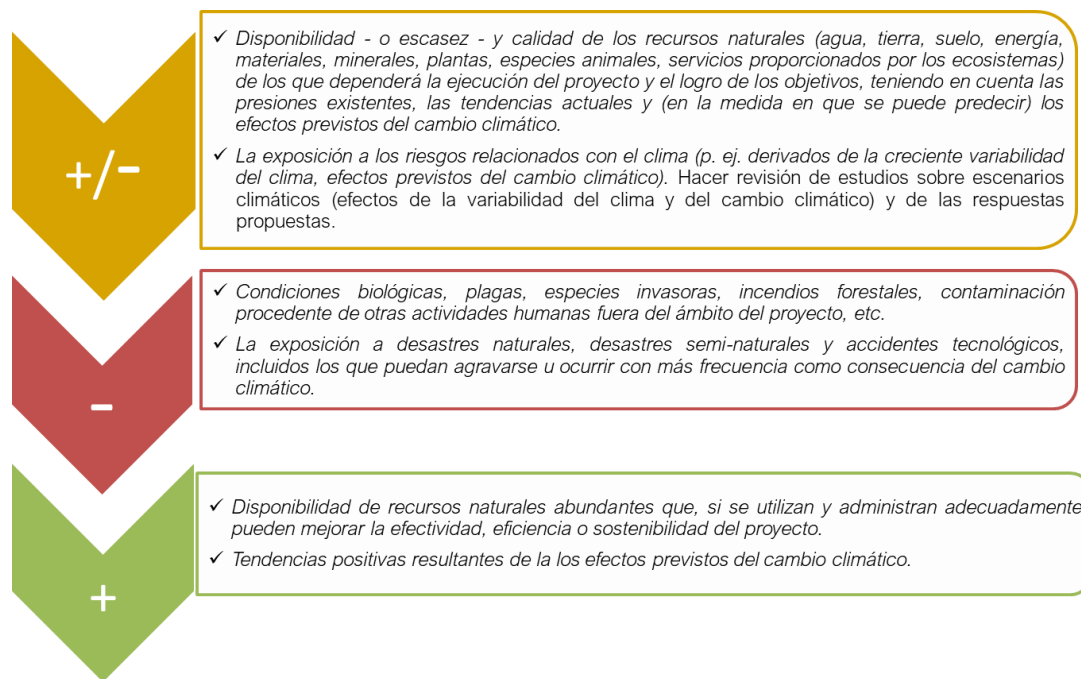 +/-
✓ Disponibilidad - o escasez - y calidad de los recursos naturales (agua, tierra, suelo, energía,
materiales, minerales, plantas, especies animales, servicios proporcionados por los ecosistemas)
de los que dependerá la ejecución del proyecto y el logro de los objetivos, teniendo en cuenta las
presiones existentes, las tendencias actuales y (en la medida en que se puede predecir) los
efectos previstos del cambio climático.
✓ La exposición a los riesgos relacionados con el clima (p. ej. derivados de la creciente variabilidad
del clima, efectos previstos del cambio climático). Hacer revisión de estudios sobre escenarios
climáticos (efectos de la variabilidad del clima y del cambio climático) y de las respuestas
propuestas.
-
✓ Condiciones biológicas, plagas, especies invasoras, incendios forestales, contaminación
procedente de otras actividades humanas fuera del ámbito del proyecto, etc.
✓ La exposición a desastres naturales, desastres semi-naturales y accidentes tecnológicos,
incluidos los que puedan agravarse u ocurrir con más frecuencia como consecuencia del cambio
climático.
+
✓ Disponibilidad de recursos naturales abundantes que, si se utilizan y administran adecuadamente
pueden mejorar la efectividad, eficiencia o sostenibilidad del proyecto.
✓ Tendencias positivas resultantes de la los efectos previstos del cambio climático.